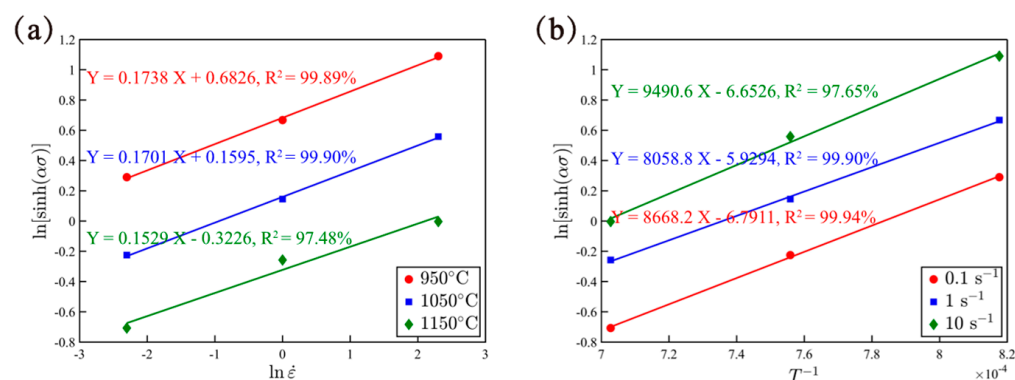 (a)
1.2
1
0.8
0.6
0.4
0.2
0
-0.2
-0.4
-0.6
-0.8
ln[sinh(ασ)]
Y = 0.1738 X + 0.6826, R² = 99.89%
Y = 0.1701 X + 0.1595, R² = 99.90%
Y = 0.1529 X - 0.3226, R² = 97.48%
950°C
1050°C
1150°C
-3 -2 -1 0 1 2 3
ln ε̇
(b)
1.2
1
0.8
0.6
0.4
0.2
0
-0.2
-0.4
-0.6
-0.8
ln[sinh(ασ)]
Y = 9490.6 X - 6.6526, R² = 97.65%
Y = 8058.8 X - 5.9294, R² = 99.90%
Y = 8668.2 X - 6.7911, R² = 99.94%
0.1 s⁻¹
1 s⁻¹
10 s⁻¹
7 7.2 7.4 7.6 7.8 8 8.2
T⁻¹
×10⁻⁴